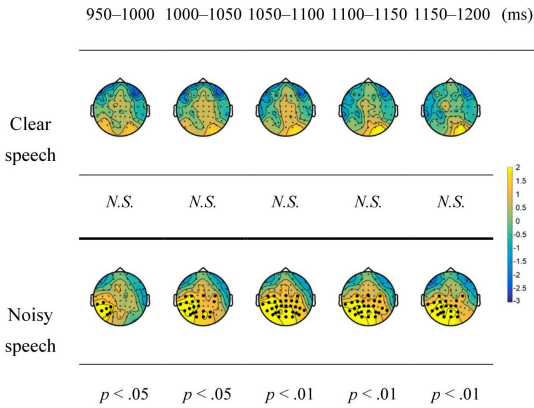 950–1000 1000–1050 1050–1100 1100–1150 1150–1200 (ms)
Clear
speech
N.S. N.S. N.S. N.S. N.S.
2
1.5
1
0.5
0
-0.5
-1
-1.5
-2
-2.5
-3
Noisy
speech
p < .05 p < .05 p < .01 p < .01 p < .01